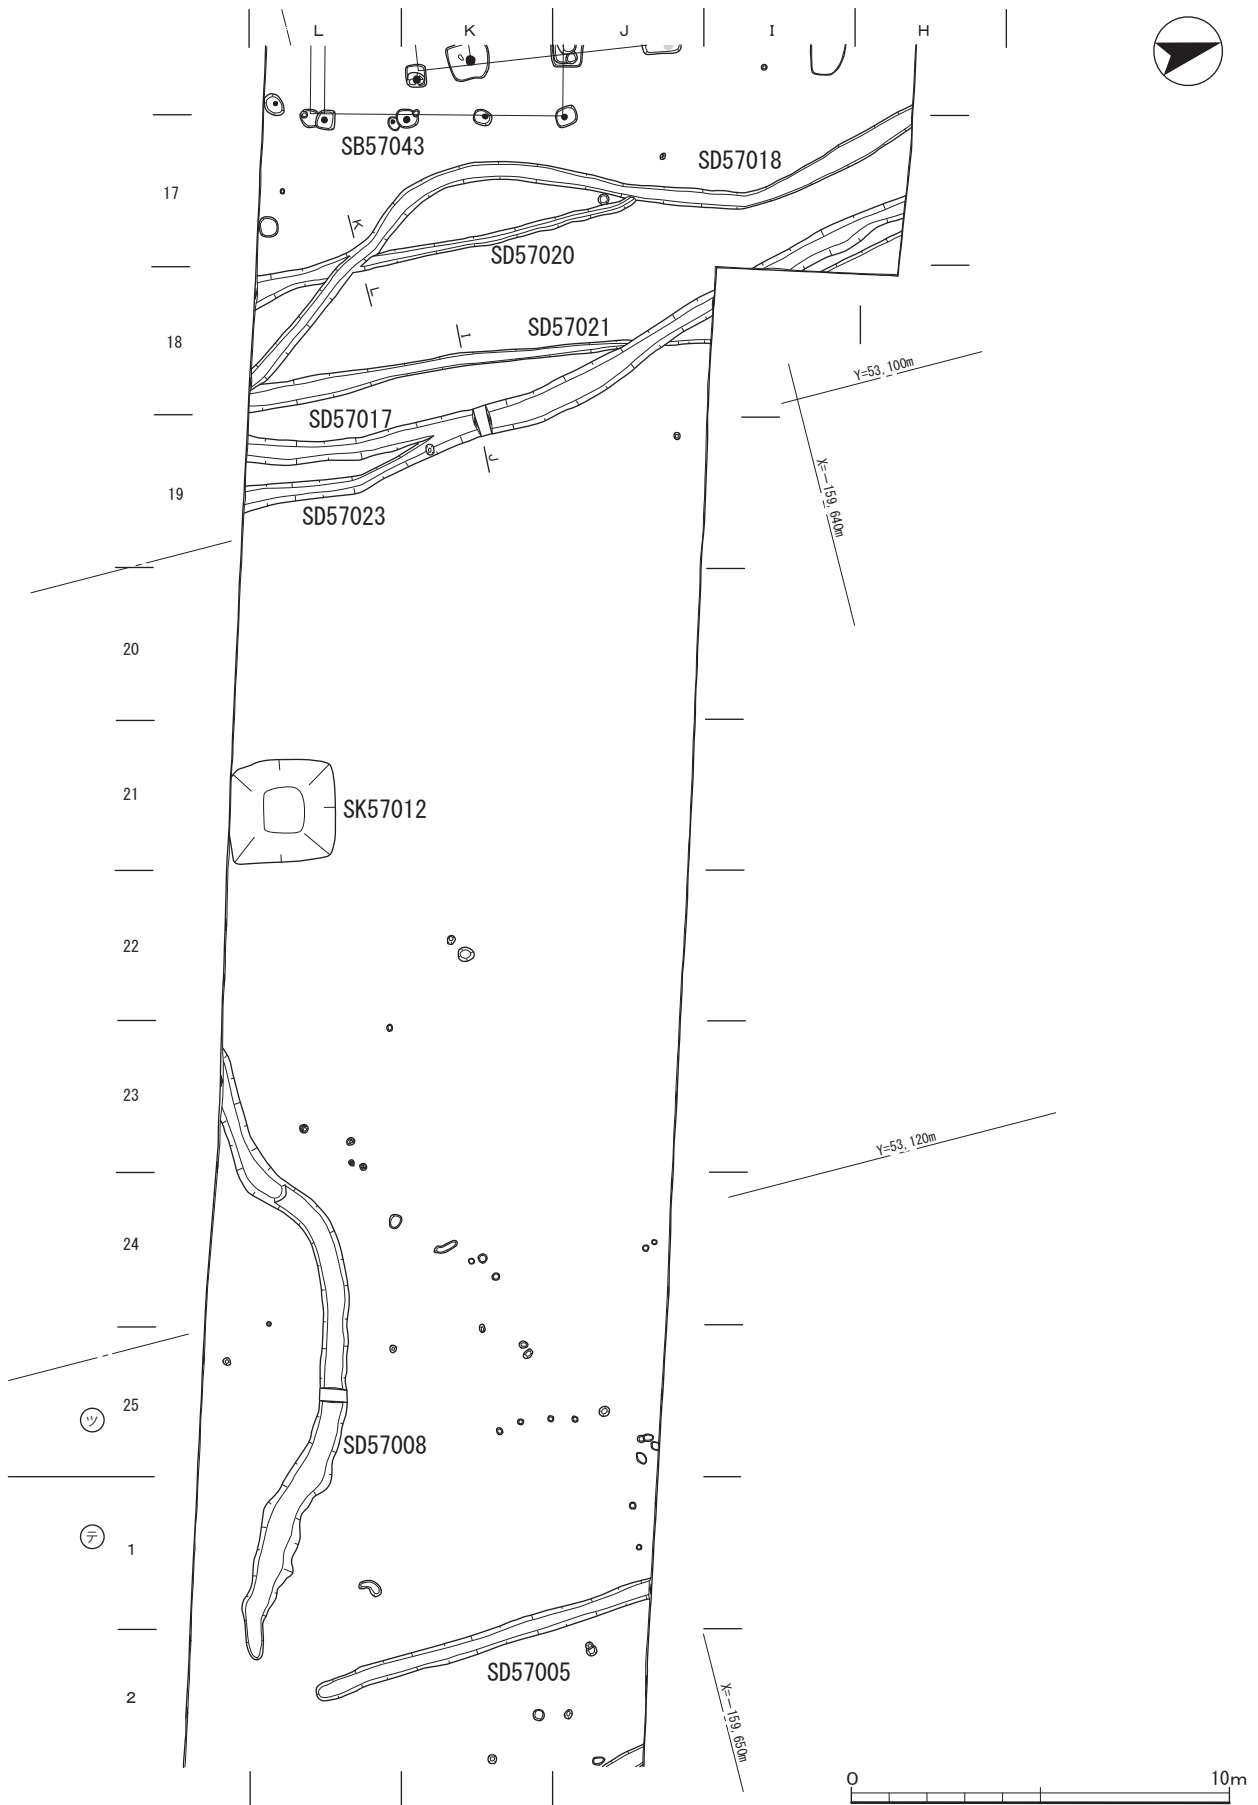 L K J I H
SB57043
SD57018
17
K
SD57020
L
I
SD57021
18
Y=53,100m
SD57017
J
X=-159,640m
19
SD57023
20
21
SK57012
22
23
Y=53,120m
24
25
ツ
SD57008
テ
1
SD57005
2
X=-159,650m
0 10m